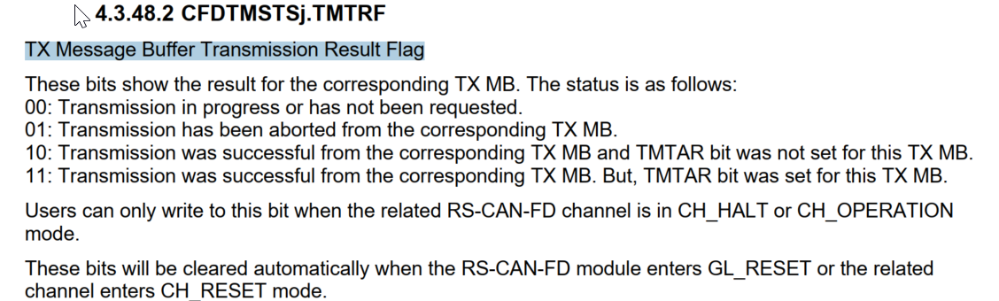 4.3.48.2 CFDTMSTSj.TMTRF
TX Message Buffer Transmission Result Flag
These bits show the result for the corresponding TX MB. The status is as follows:
00: Transmission in progress or has not been requested.
01: Transmission has been aborted from the corresponding TX MB.
10: Transmission was successful from the corresponding TX MB and TMTAR bit was not set for this TX MB.
11: Transmission was successful from the corresponding TX MB. But, TMTAR bit was set for this TX MB.
Users can only write to this bit when the related RS-CAN-FD channel is in CH_HALT or CH_OPERATION
mode.
These bits will be cleared automatically when the RS-CAN-FD module enters GL_RESET or the related
channel enters CH_RESET mode.